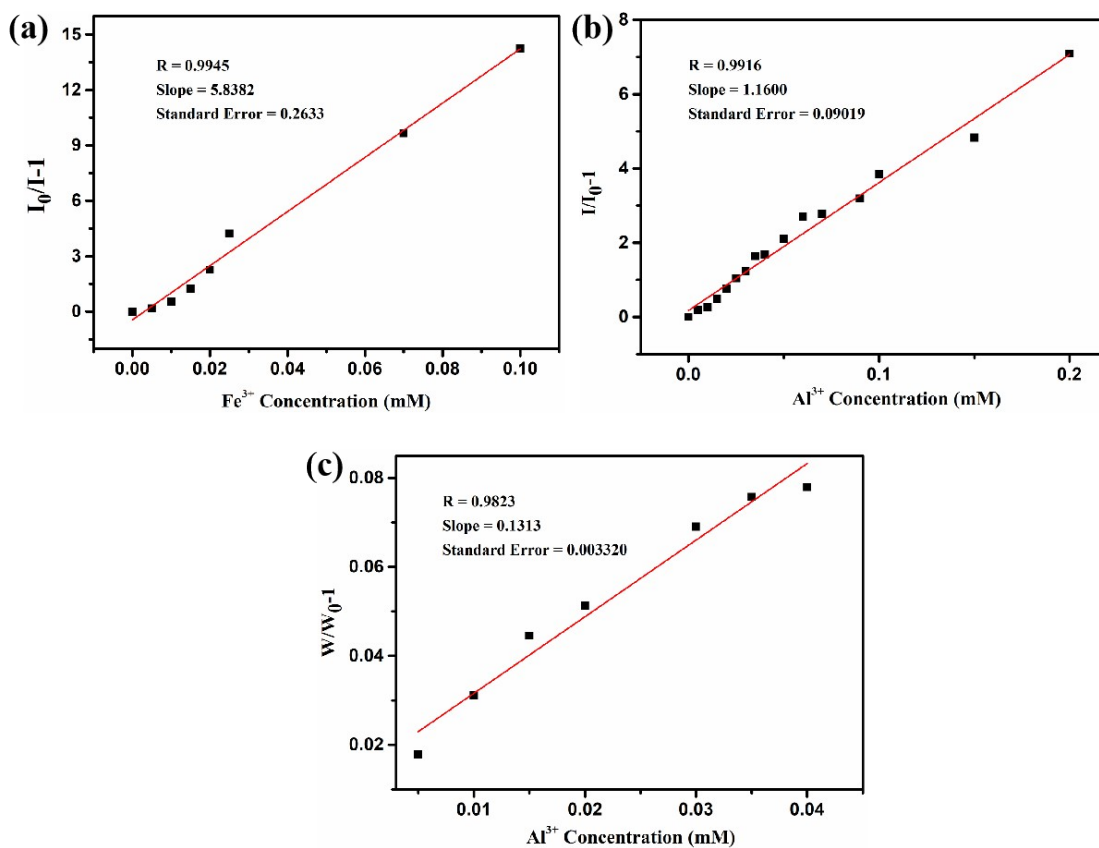 (a)
R = 0.9945
Slope = 5.8382
Standard Error = 0.2633
I₀/I-1
15
12
9
6
3
0
0.00 0.02 0.04 0.06 0.08 0.10
Fe³⁺ Concentration (mM)
(b)
R = 0.9916
Slope = 1.1600
Standard Error = 0.09019
I/I₀-1
8
6
4
2
0
0.0 0.1 0.2
Al³⁺ Concentration (mM)
(c)
R = 0.9823
Slope = 0.1313
Standard Error = 0.003320
W/W₀-1
0.08
0.06
0.04
0.02
0.01 0.02 0.03 0.04
Al³⁺ Concentration (mM)